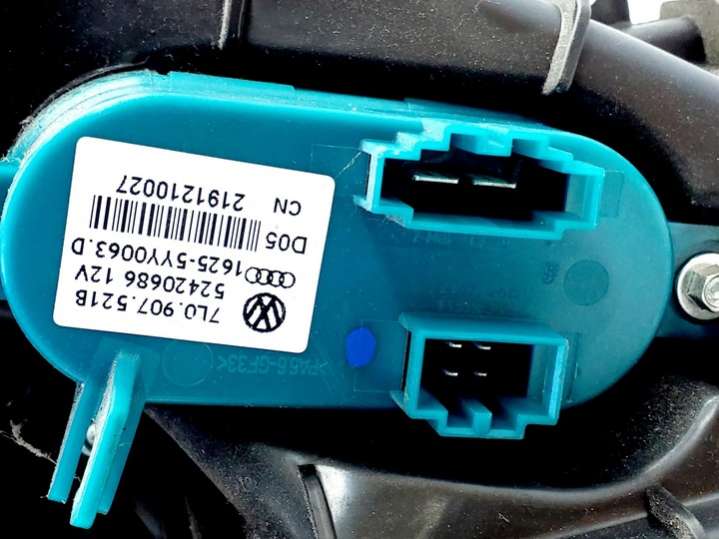 7L0.907.521B
52420686 12V
1625-5YY0063.D
D05
CN 2191210027
>PA66-GF33<